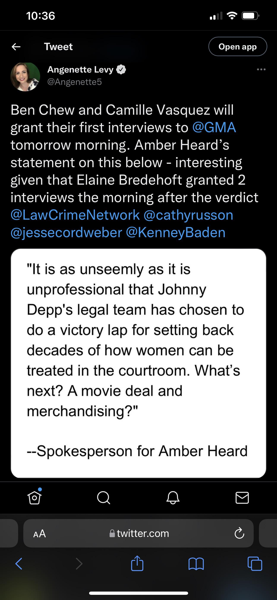 10:36
Tweet
Open app
Angenette Levy
@Angenette5
Ben Chew and Camille Vasquez will
grant their first interviews to @GMA
tomorrow morning. Amber Heard's
statement on this below - interesting
given that Elaine Bredehoft granted 2
interviews the morning after the verdict
@LawCrimeNetwork @cathyrusson
@jessecordweber @KenneyBaden
"It is as unseemly as it is
unprofessional that Johnny
Depp's legal team has chosen to
do a victory lap for setting back
decades of how women can be
treated in the courtroom. What's
next? A movie deal and
merchandising?"
--Spokesperson for Amber Heard
AA
twitter.com